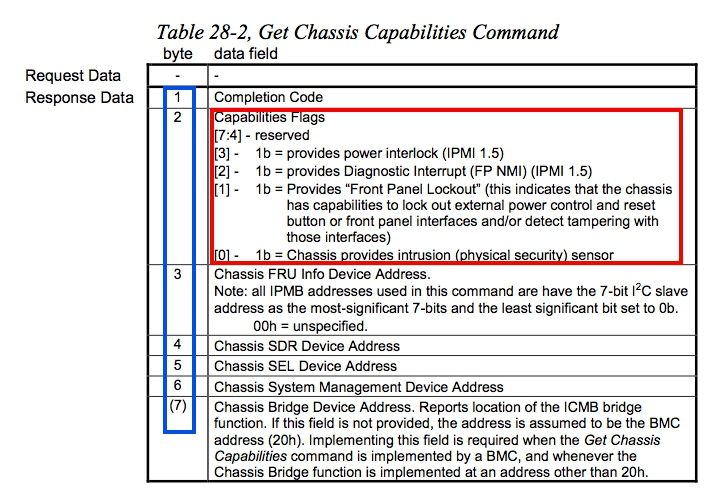 Table 28-2, Get Chassis Capabilities Command
byte data field
Request Data - -
Response Data 1 Completion Code
2 Capabilities Flags
[7:4] - reserved
[3] - 1b = provides power interlock (IPMI 1.5)
[2] - 1b = provides Diagnostic Interrupt (FP NMI) (IPMI 1.5)
[1] - 1b = Provides “Front Panel Lockout” (this indicates that the chassis
has capabilities to lock out external power control and reset
button or front panel interfaces and/or detect tampering with
those interfaces)
[0] - 1b = Chassis provides intrusion (physical security) sensor
3 Chassis FRU Info Device Address.
Note: all IPMB addresses used in this command are have the 7-bit I²C slave
address as the most-significant 7-bits and the least significant bit set to 0b.
00h = unspecified.
4 Chassis SDR Device Address
5 Chassis SEL Device Address
6 Chassis System Management Device Address
(7) Chassis Bridge Device Address. Reports location of the ICMB bridge
function. If this field is not provided, the address is assumed to be the BMC
address (20h). Implementing this field is required when the Get Chassis
Capabilities command is implemented by a BMC, and whenever the
Chassis Bridge function is implemented at an address other than 20h.